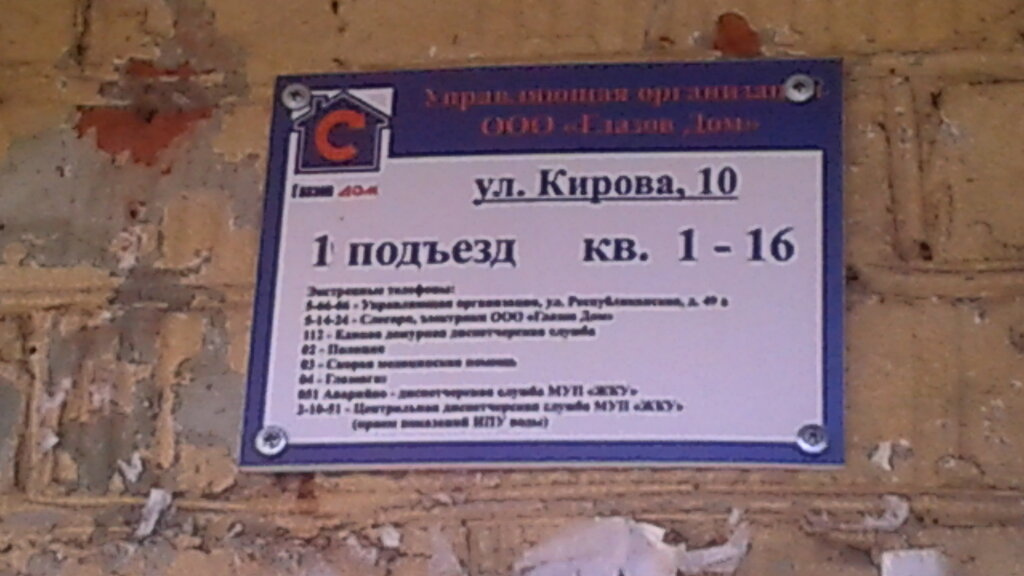 Управляющая организация
ООО «Глазов Дом»
С
Глазов ДОМ
ул. Кирова, 10
1 подъезд кв. 1 - 16
Экстренные телефоны:
5-66-66 - Управляющая организация, ул. Республиканская, д. 49 а
5-14-24 - Слесаря, электрики ООО «Глазов Дом»
112 - Единая дежурная диспетчерская служба
02 - Полиция
03 - Скорая медицинская помощь
04 -
051 Аварийно - диспетчерская служба МУП «ЖКУ»
2-10-51 - Центральная диспетчерская служба МУП «ЖКУ»
(прием показаний ИПУ воды)